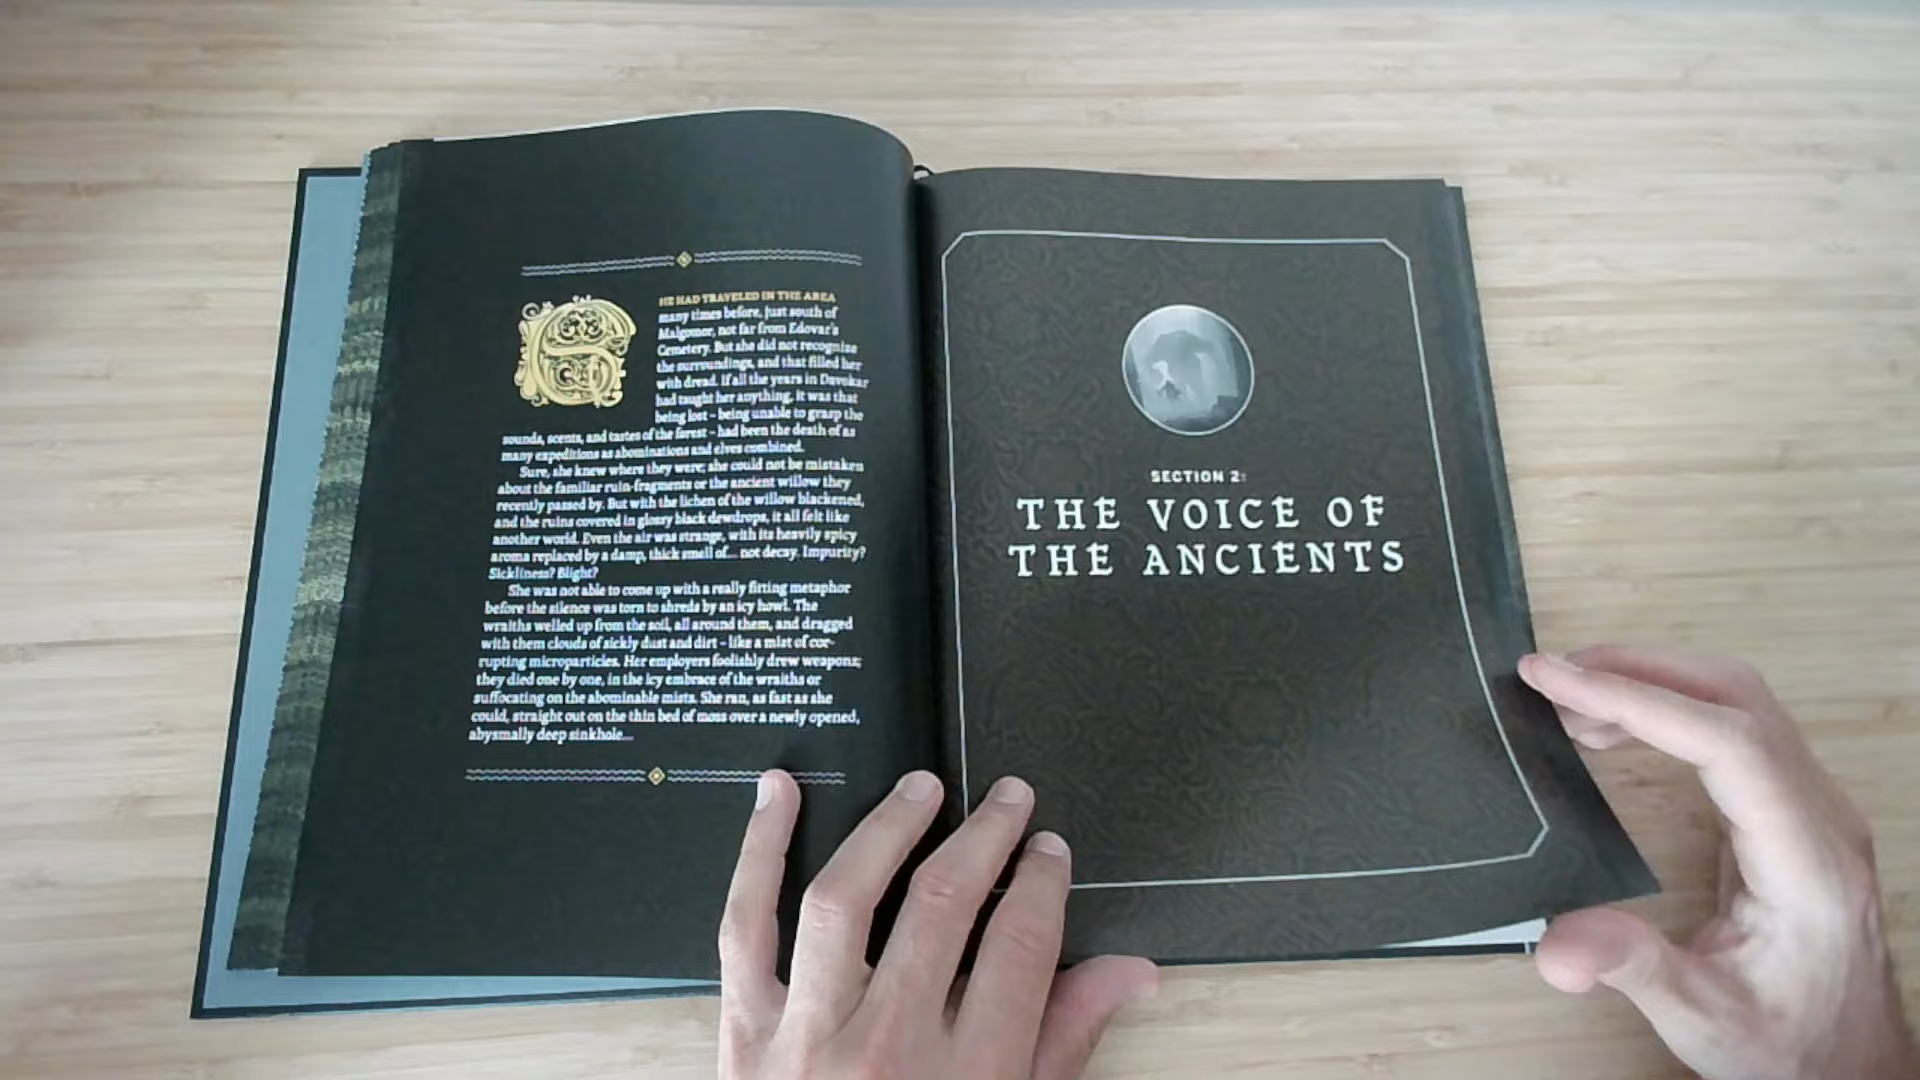 SHE HAD TRAVELED IN THE AREA
many times before, just south of
Malgomor, not far from Edovar's
Cemetery. But she did not recognize
the surroundings, and that filled her
with dread. If all the years in Davokar
had taught her anything, it was that
being lost – being unable to grasp the
sounds, scents, and tastes of the forest – had been the death of as
many expeditions as abominations and elves combined.
Sure, she knew where they were; she could not be mistaken
about the familiar ruin-fragments or the ancient willow they
recently passed by. But with the lichen of the willow blackened,
and the ruins covered in glossy black dewdrops, it all felt like
another world. Even the air was strange, with its heavily spicy
aroma replaced by a damp, thick smell of... not decay. Impurity?
Sickliness? Blight?
She was not able to come up with a really fitting metaphor
before the silence was torn to shreds by an icy howl. The
wraiths welled up from the soil, all around them, and dragged
with them clouds of sickly dust and dirt – like a mist of cor-
rupting microparticles. Her employers foolishly drew weapons;
they died one by one, in the icy embrace of the wraiths or
suffocating on the abominable mists. She ran, as fast as she
could, straight out on the thin bed of moss over a newly opened,
abysmally deep sinkhole...
SECTION 2:
THE VOICE OF
THE ANCIENTS